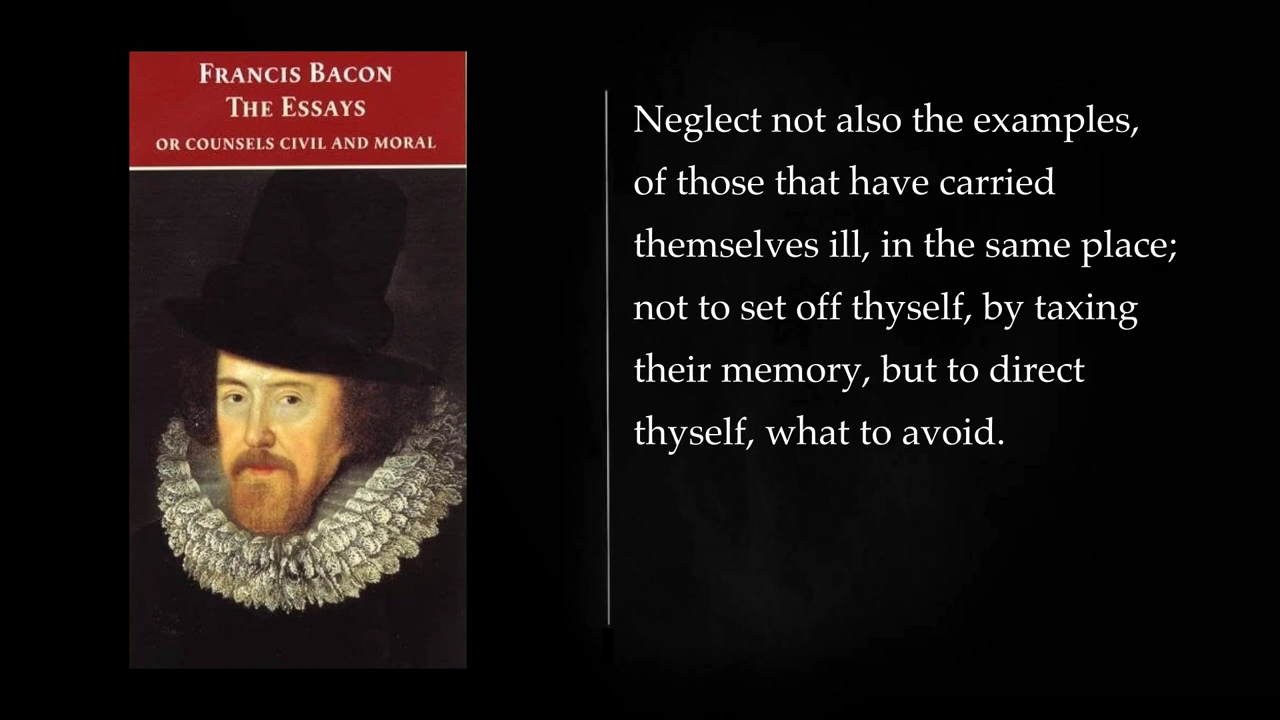 FRANCIS BACON
THE ESSAYS
OR COUNSELS CIVIL AND MORAL
Neglect not also the examples,
of those that have carried
themselves ill, in the same place;
not to set off thyself, by taxing
their memory, but to direct
thyself, what to avoid.